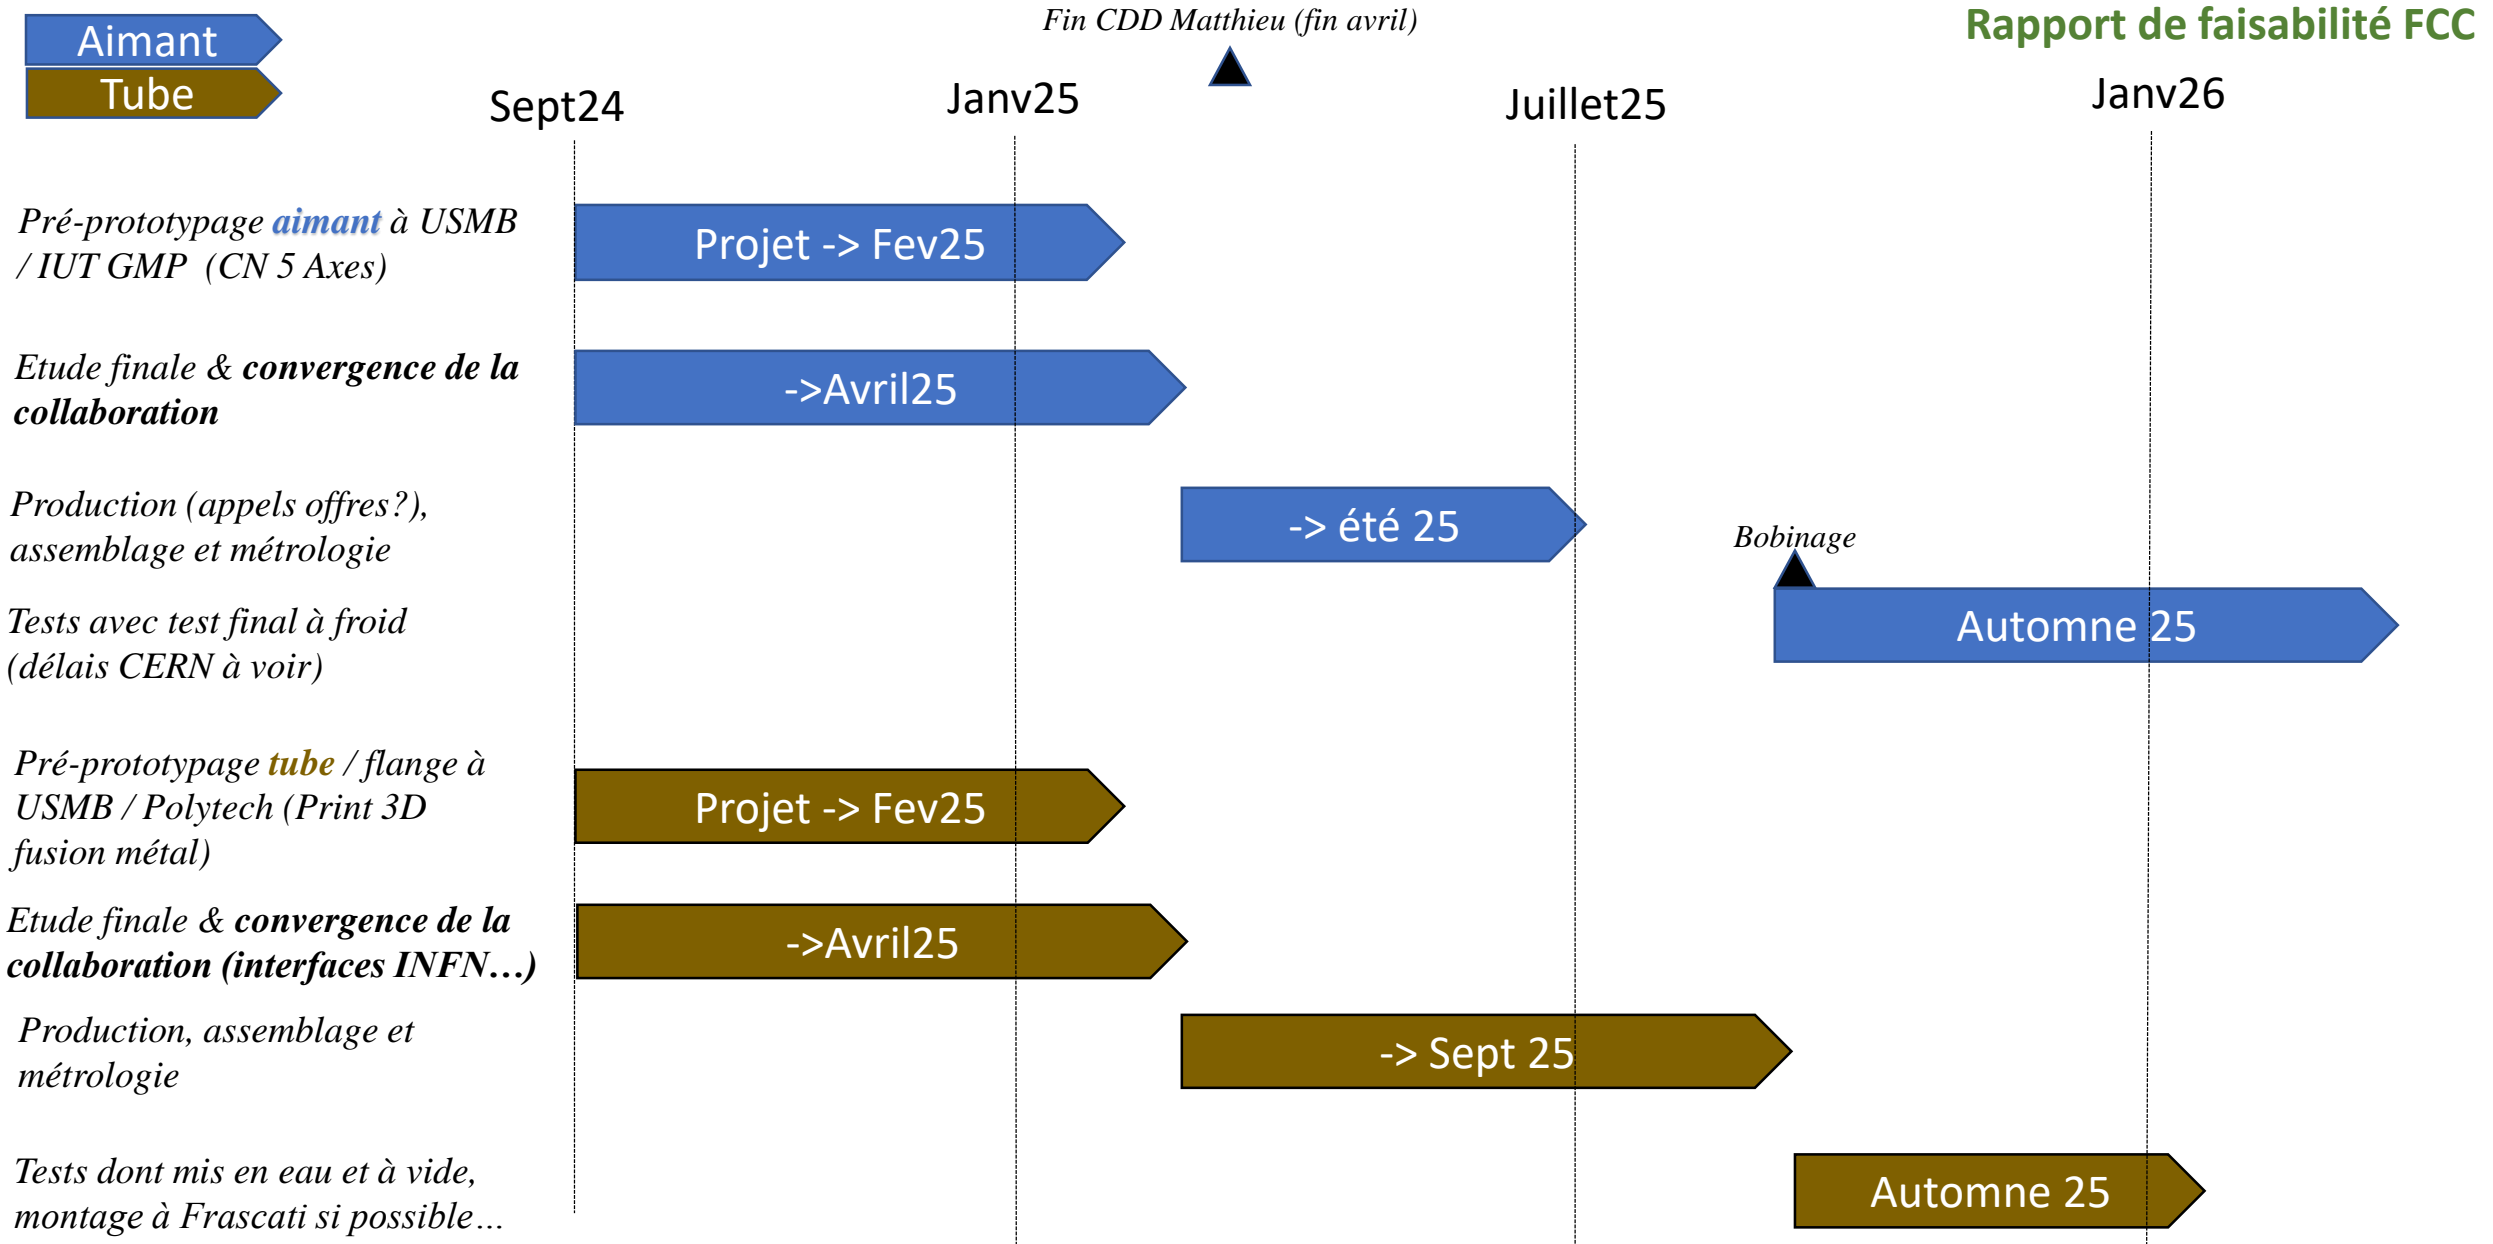 Aimant
Tube
Fin CDD Matthieu (fin avril)
Rapport de faisabilité FCC
Sept24
Janv25
Juillet25
Janv26
Pré-prototypage aimant à USMB
/ IUT GMP (CN 5 Axes)
Projet -> Fev25
Etude finale & convergence de la
collaboration
->Avril25
Production (appels offres?),
assemblage et métrologie
-> été 25
Bobinage
Tests avec test final à froid
(délais CERN à voir)
Automne 25
Pré-prototypage tube / flange à
USMB / Polytech (Print 3D
fusion métal)
Projet -> Fev25
Etude finale & convergence de la
collaboration (interfaces INFN…)
->Avril25
Production, assemblage et
métrologie
-> Sept 25
Tests dont mis en eau et à vide,
montage à Frascati si possible…
Automne 25